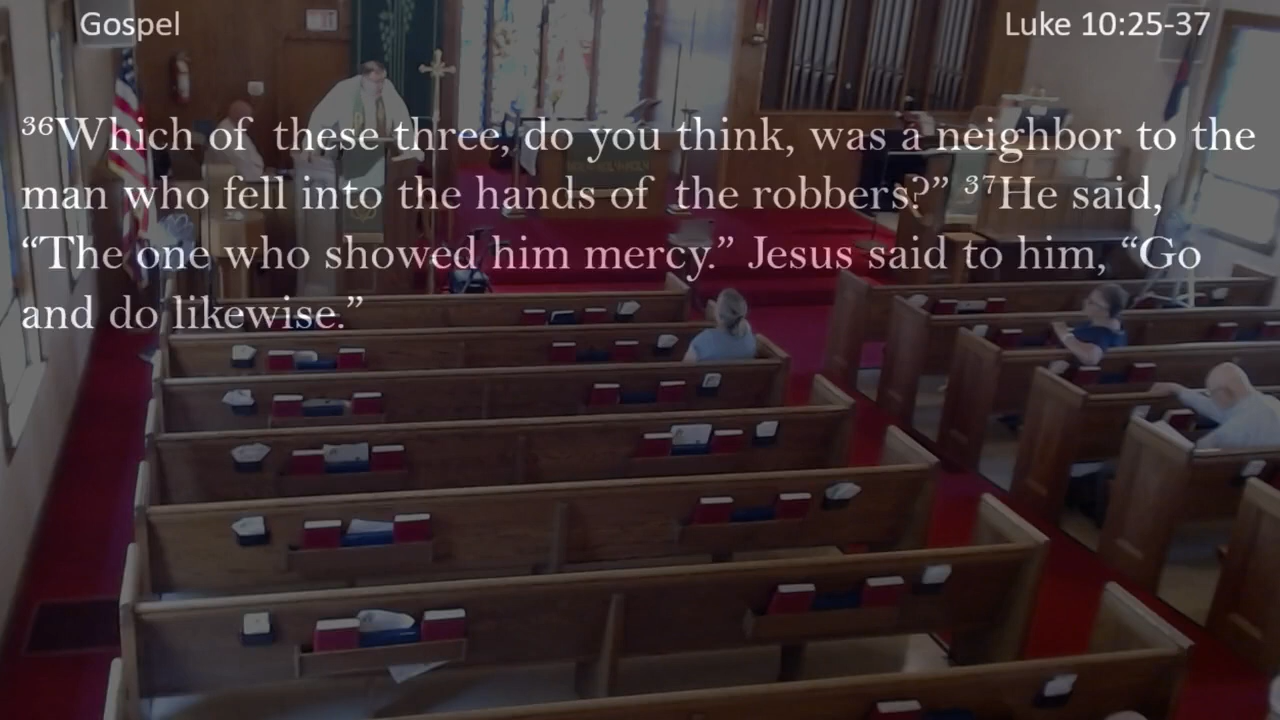 Gospel
Luke 10:25-37
³⁶Which of these three, do you think, was a neighbor to the
man who fell into the hands of the robbers?” ³⁷He said,
“The one who showed him mercy.” Jesus said to him, “Go
and do likewise.”